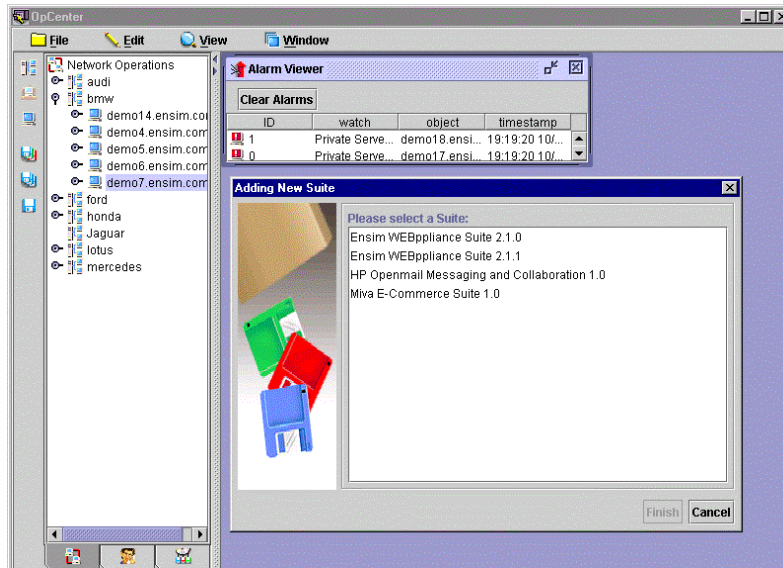 OpCenter
File Edit View Window
Network Operations
audi
bmw
demo14.ensim.co
demo4.ensim.com
demo5.ensim.com
demo6.ensim.com
demo7.ensim.com
ford
honda
Jaguar
lotus
mercedes
Alarm Viewer
Clear Alarms
ID watch object timestamp
1 Private Serve... demo18.ensi... 19:19:20 10/...
0 Private Serve... demo17.ensi... 19:19:20 10/...
Adding New Suite
Please select a Suite:
Ensim WEBppliance Suite 2.1.0
Ensim WEBppliance Suite 2.1.1
HP Openmail Messaging and Collaboration 1.0
Miva E-Commerce Suite 1.0
Finish Cancel